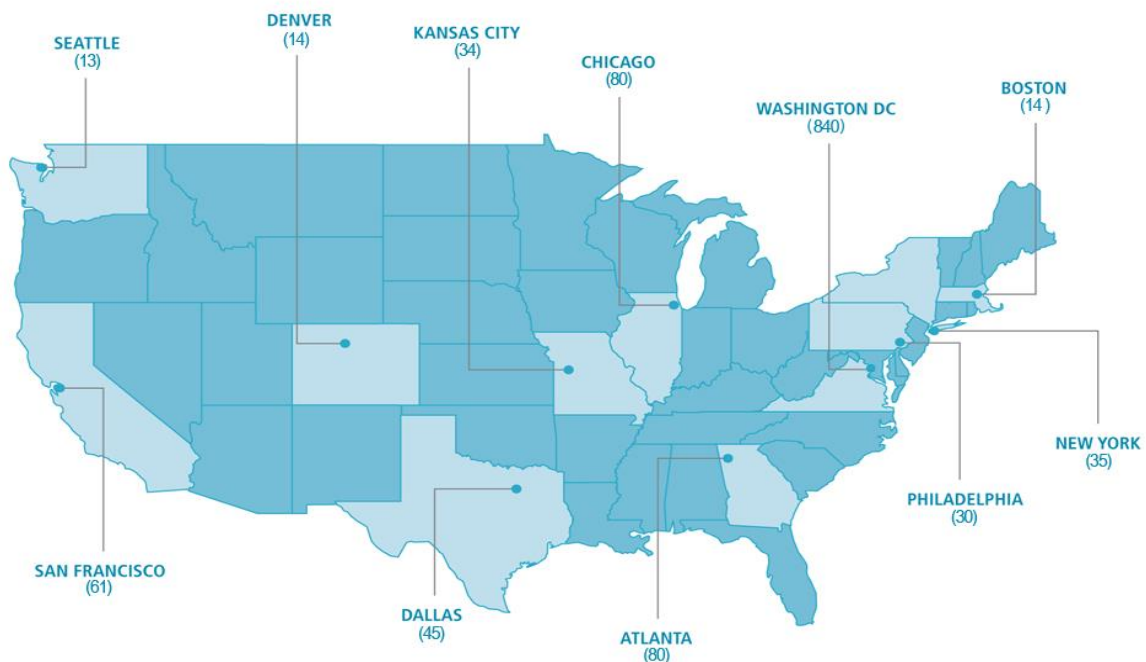 DENVER
(14)
SEATTLE
(13)
KANSAS CITY
(34)
CHICAGO
(80)
WASHINGTON DC
(840)
BOSTON
(14 )
NEW YORK
(35)
PHILADELPHIA
(30)
SAN FRANCISCO
(61)
DALLAS
(45)
ATLANTA
(80)